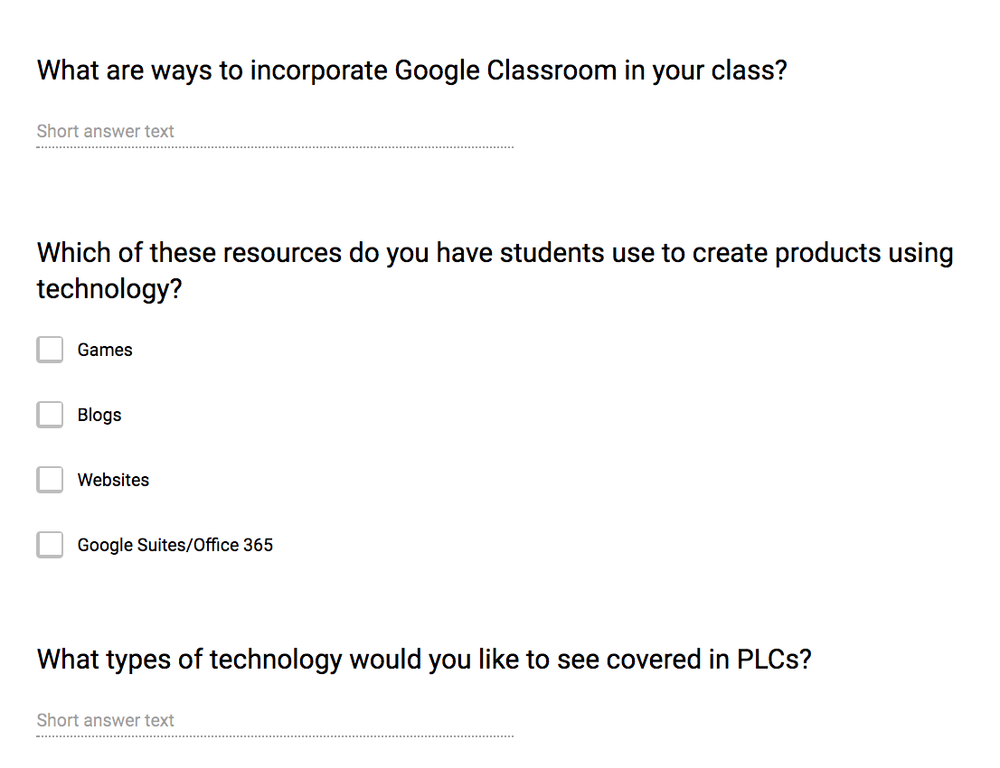 What are ways to incorporate Google Classroom in your class?
Short answer text
Which of these resources do you have students use to create products using
technology?
Games
Blogs
Websites
Google Suites/Office 365
What types of technology would you like to see covered in PLCs?
Short answer text